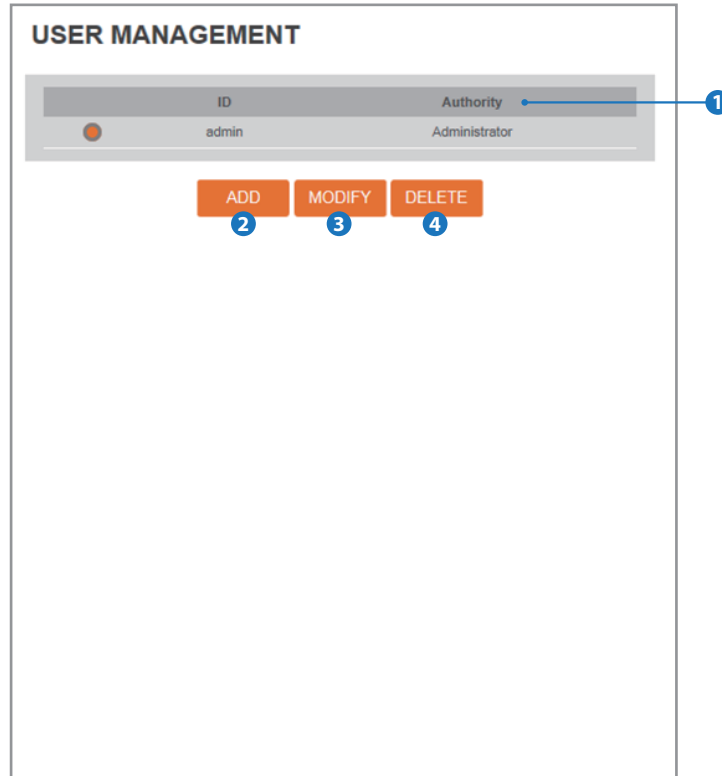 USER MANAGEMENT
ID Authority 1
admin Administrator
ADD MODIFY DELETE
2 3 4